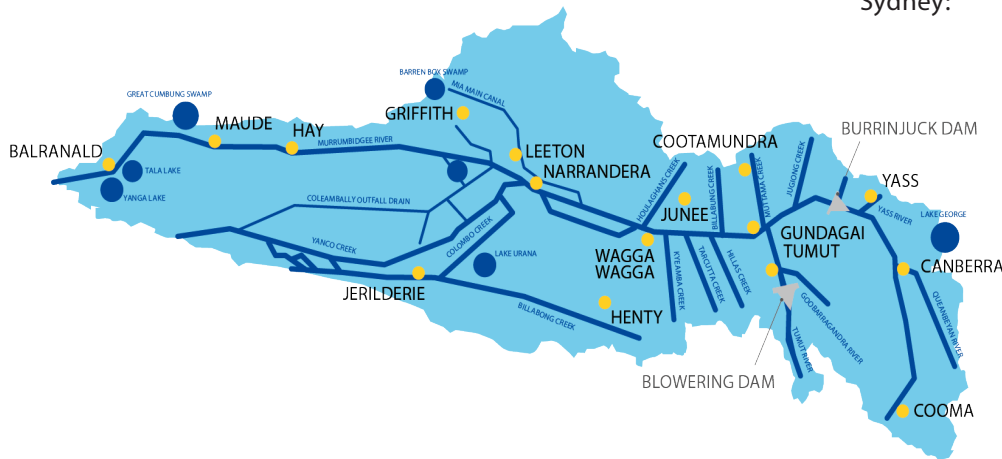 Sydney:
BARREN BOX SWAMP
MIA MAIN CANAL
GREAT CUMBUNG SWAMP
GRIFFITH
MAUDE
HAY
MURRUMBIDGEE RIVER
BALRANALD
TALA LAKE
YANGA LAKE
LEETON
NARRANDERA
COOTAMUNDRA
BURRINJUCK DAM
HOULAGHANS CREEK
JUNEE
BILLABUNG CREEK
MUTTAMA CREEK
JUGIONG CREEK
YASS
YASS RIVER
LAKE GEORGE
COLEAMBALLY OUTFALL DRAIN
YANCO CREEK
COLOMBO CREEK
LAKE URANA
WAGGA
WAGGA
GUNDAGAI
TUMUT
CANBERRA
JERILDERIE
BILLABONG CREEK
HENTY
KYEAMBA CREEK
TARCUTTA CREEK
HILLAS CREEK
GOOBARRAGANDRA RIVER
TUMUT RIVER
QUEANBEYAN RIVER
BLOWERING DAM
COOMA